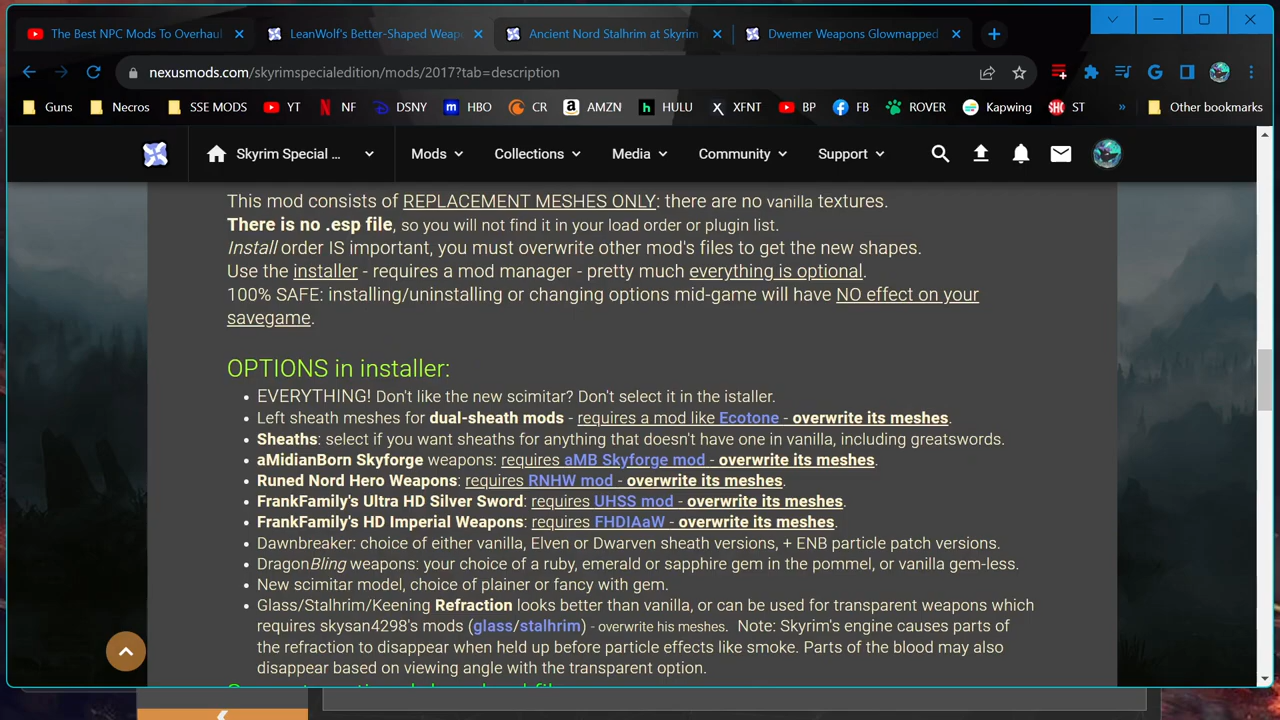 The Best NPC Mods To Overhaul
LeanWolf's Better-Shaped Weap
Ancient Nord Stalhrim at Skyrim
Dwemer Weapons Glowmapped
nexusmods.com/skyrimspecialedition/mods/2017?tab=description
Guns Necros SSE MODS YT NF DSNY HBO CR AMZN HULU XFNT BP FB ROVER Kapwing ST » Other bookmarks
Skyrim Special ... Mods Collections Media Community Support
This mod consists of REPLACEMENT MESHES ONLY: there are no vanilla textures.
There is no .esp file, so you will not find it in your load order or plugin list.
Install order IS important, you must overwrite other mod's files to get the new shapes.
Use the installer - requires a mod manager - pretty much everything is optional.
100% SAFE: installing/uninstalling or changing options mid-game will have NO effect on your
savegame.
OPTIONS in installer:
• EVERYTHING! Don't like the new scimitar? Don't select it in the istaller.
• Left sheath meshes for dual-sheath mods - requires a mod like Ecotone - overwrite its meshes.
• Sheaths: select if you want sheaths for anything that doesn't have one in vanilla, including greatswords.
• aMidianBorn Skyforge weapons: requires aMB Skyforge mod - overwrite its meshes.
• Runed Nord Hero Weapons: requires RNHW mod - overwrite its meshes.
• FrankFamily's Ultra HD Silver Sword: requires UHSS mod - overwrite its meshes.
• FrankFamily's HD Imperial Weapons: requires FHDIAaW - overwrite its meshes.
• Dawnbreaker: choice of either vanilla, Elven or Dwarven sheath versions, + ENB particle patch versions.
• DragonBling weapons: your choice of a ruby, emerald or sapphire gem in the pommel, or vanilla gem-less.
• New scimitar model, choice of plainer or fancy with gem.
• Glass/Stalhrim/Keening Refraction looks better than vanilla, or can be used for transparent weapons which
requires skysan4298's mods (glass/stalhrim) - overwrite his meshes. Note: Skyrim's engine causes parts of
the refraction to disappear when held up before particle effects like smoke. Parts of the blood may also
disappear based on viewing angle with the transparent option.